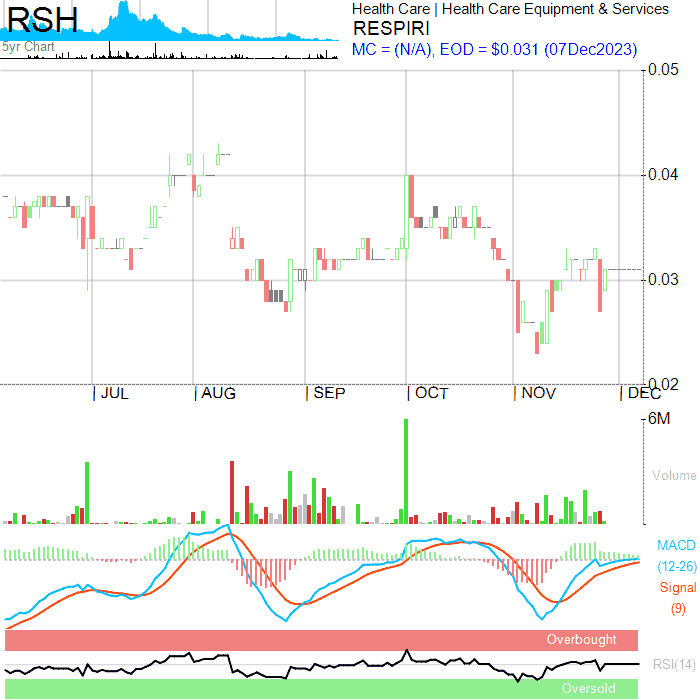 RSH
5yr Chart
Health Care | Health Care Equipment & Services
RESPIRI
MC = (N/A), EOD = $0.031 (07Dec2023)
0.05
0.04
0.03
0.02
JUL AUG SEP OCT NOV DEC
6M
Volume
MACD
(12-26)
Signal
(9)
Overbought
RSI(14)
Oversold